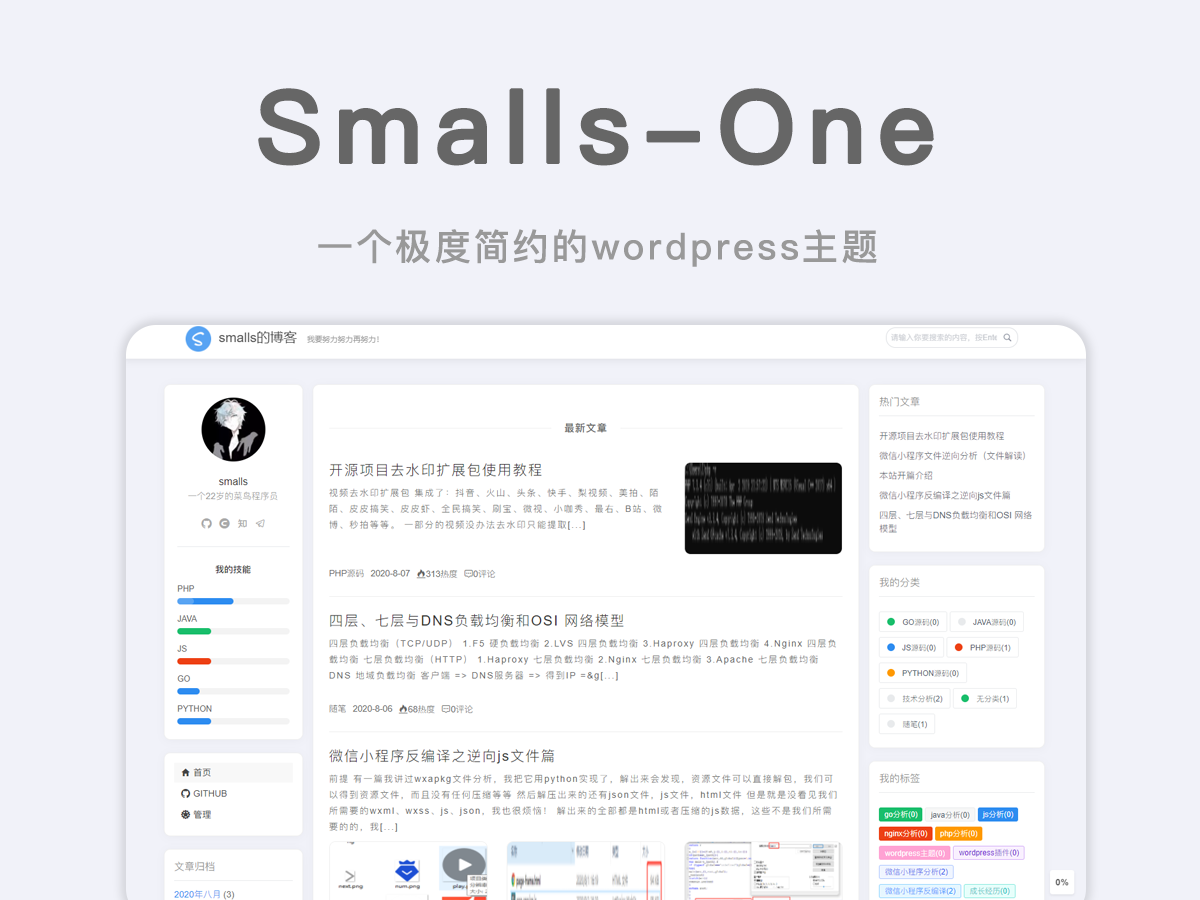 Smalls-One
一个极度简约的wordpress主题
smalls的博客 我要努力努力再努力!
请输入你要搜索的内容，按Ente
smalls
一个22岁的菜鸟程序员
我的技能
PHP
JAVA
JS
GO
PYTHON
首页
GITHUB
管理
文章归档
2020年八月 (3)
最新文章
开源项目去水印扩展包使用教程
视频去水印扩展包 集成了：抖音、火山、头条、快手、梨视频、美拍、陌
陌、皮皮搞笑、皮皮虾、全民搞笑、刷宝、微视、小咖秀、最右、B站、微
博、秒拍等等。 一部分的视频没办法去水印只能提取[...]
PHP源码 2020-8-07 313热度 0评论
四层、七层与DNS负载均衡和OSI 网络模型
四层负载均衡（TCP/UDP） 1.F5 硬负载均衡 2.LVS 四层负载均衡 3.Haproxy 四层负载均衡 4.Nginx 四层负
载均衡 七层负载均衡（HTTP） 1.Haproxy 七层负载均衡 2.Nginx 七层负载均衡 3.Apache 七层负载均衡
DNS 地域负载均衡 客户端 => DNS服务器 => 得到IP =&g[...]
随笔 2020-8-06 68热度 0评论
微信小程序反编译之逆向js文件篇
前提 有一篇我讲过wxapkg文件分析，我把它用python实现了，解出来会发现，资源文件可以直接解包，我们可
以得到资源文件，而且没有任何压缩等等 然后解压出来的还有json文件，js文件，html文件 但是就是没看见我们
所需要的wxml、wxss、js、json，我也很烦恼！ 解出来的全部都是html或者压缩的js数据，这些不是我们所需
要的的，我[...]
next.png
num.png
热门文章
开源项目去水印扩展包使用教程
微信小程序文件逆向分析（文件解读）
本站开篇介绍
微信小程序反编译之逆向js文件篇
四层、七层与DNS负载均衡和OSI 网络
模型
我的分类
GO源码(0) JAVA源码(0)
JS源码(0) PHP源码(1)
PYTHON源码(0)
技术分析(2) 无分类(1)
随笔(1)
我的标签
go分析(0) java分析(0) js分析(0)
nginx分析(0) php分析(0)
wordpress主题(0) wordpress插件(0)
微信小程序分析(2)
微信小程序反编译(2) 成长经历(0)
0%